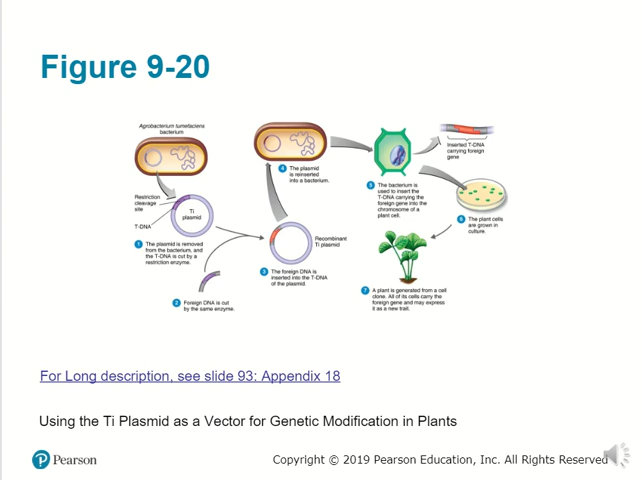 Figure 9-20
Agrobacterium tumefaciens
bacterium
Restriction
cleavage
site
T-DNA
Ti
plasmid
1 The plasmid is removed
from the bacterium, and
the T-DNA is cut by a
restriction enzyme.
2 Foreign DNA is cut
by the same enzyme.
3 The foreign DNA is
inserted into the T-DNA
of the plasmid.
Recombinant
Ti plasmid
4 The plasmid
is reinserted
into a bacterium.
5 The bacterium is
used to insert the
T-DNA carrying the
foreign gene into the
chromosome of a
plant cell.
Inserted T-DNA
carrying foreign
gene
6 The plant cells
are grown in
culture.
7 A plant is generated from a cell
clone. All of its cells carry the
foreign gene and may express
it as a new trait.
For Long description, see slide 93: Appendix 18
Using the Ti Plasmid as a Vector for Genetic Modification in Plants
P Pearson
Copyright © 2019 Pearson Education, Inc. All Rights Reserved